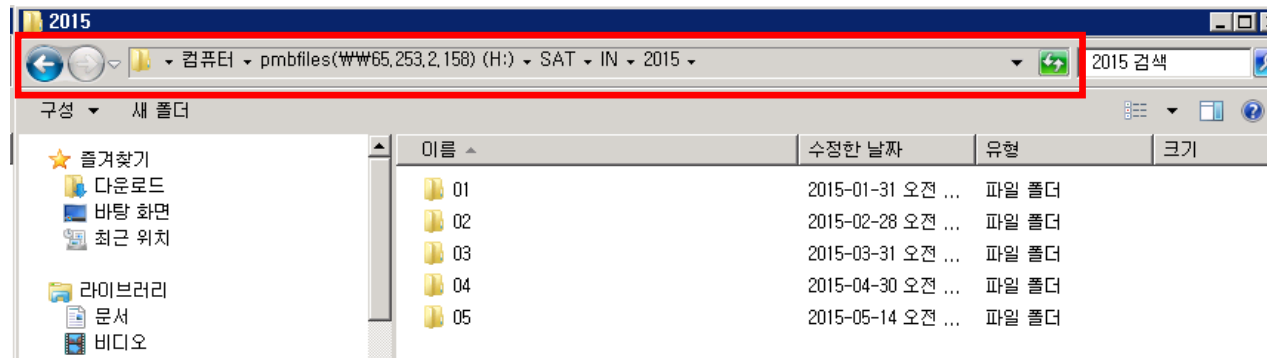 2015
컴퓨터 pmbfiles(₩₩65,253,2,158) (H:) SAT IN 2015
2015 검색
구성 새 폴더
이름 수정한 날짜 유형 크기
즐겨찾기
다운로드
바탕 화면
최근 위치
라이브러리
문서
비디오
01 2015-01-31 오전 ... 파일 폴더
02 2015-02-28 오전 ... 파일 폴더
03 2015-03-31 오전 ... 파일 폴더
04 2015-04-30 오전 ... 파일 폴더
05 2015-05-14 오전 ... 파일 폴더